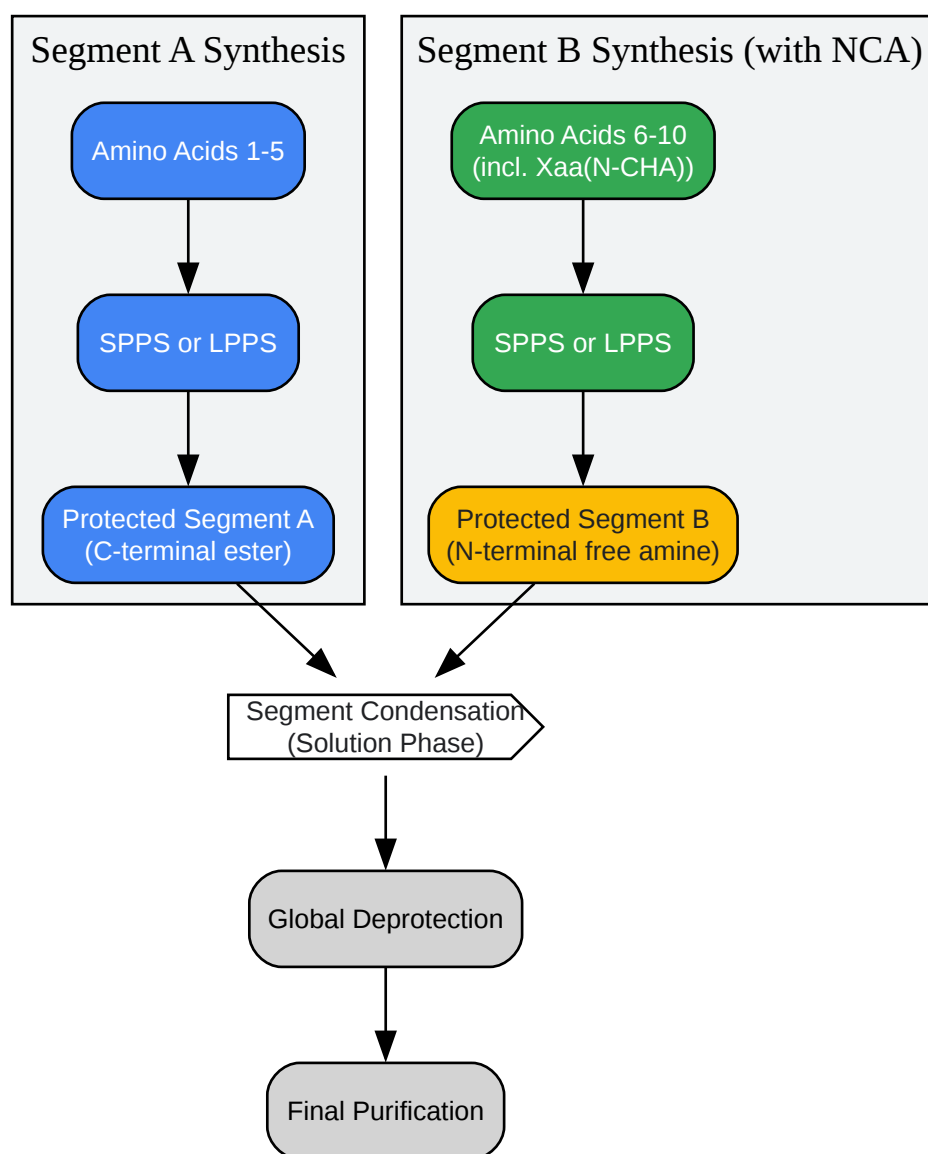 Segment A Synthesis
Amino Acids 1-5
SPPS or LPPS
Protected Segment A
(C-terminal ester)
Segment B Synthesis (with NCA)
Amino Acids 6-10
(incl. Xaa(N-CHA))
SPPS or LPPS
Protected Segment B
(N-terminal free amine)
Segment Condensation
(Solution Phase)
Global Deprotection
Final Purification